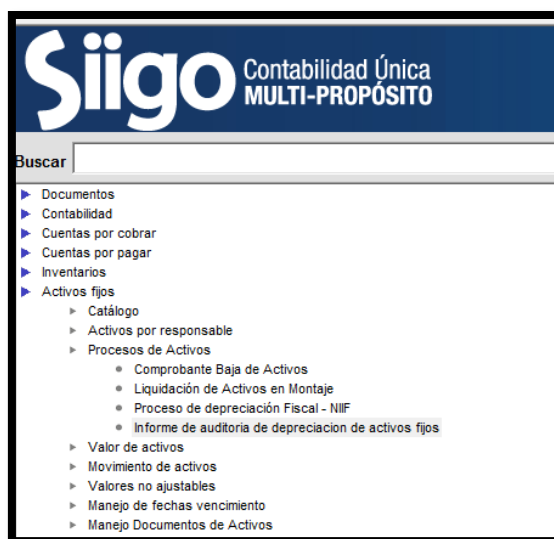 Siigo
Contabilidad Única
MULTI-PROPÓSITO
Buscar
Documentos
Contabilidad
Cuentas por cobrar
Cuentas por pagar
Inventarios
Activos fijos
Catálogo
Activos por responsable
Procesos de Activos
Comprobante Baja de Activos
Liquidación de Activos en Montaje
Proceso de depreciación Fiscal - NIIF
Informe de auditoria de depreciacion de activos fijos
Valor de activos
Movimiento de activos
Valores no ajustables
Manejo de fechas vencimiento
Manejo Documentos de Activos